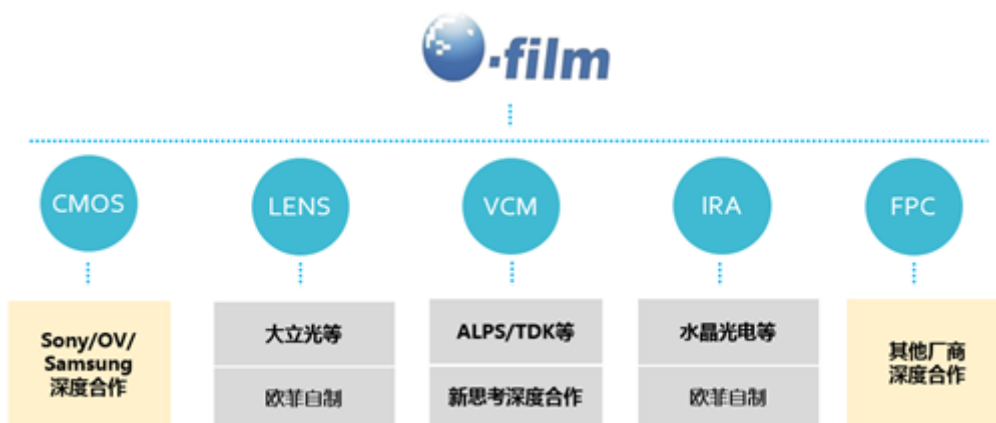 O-film
CMOS
LENS
VCM
IRA
FPC
Sony/OV/
Samsung
深度合作
大立光等
欧菲自制
ALPS/TDK等
新思考深度合作
水晶光电等
欧菲自制
其他厂商
深度合作